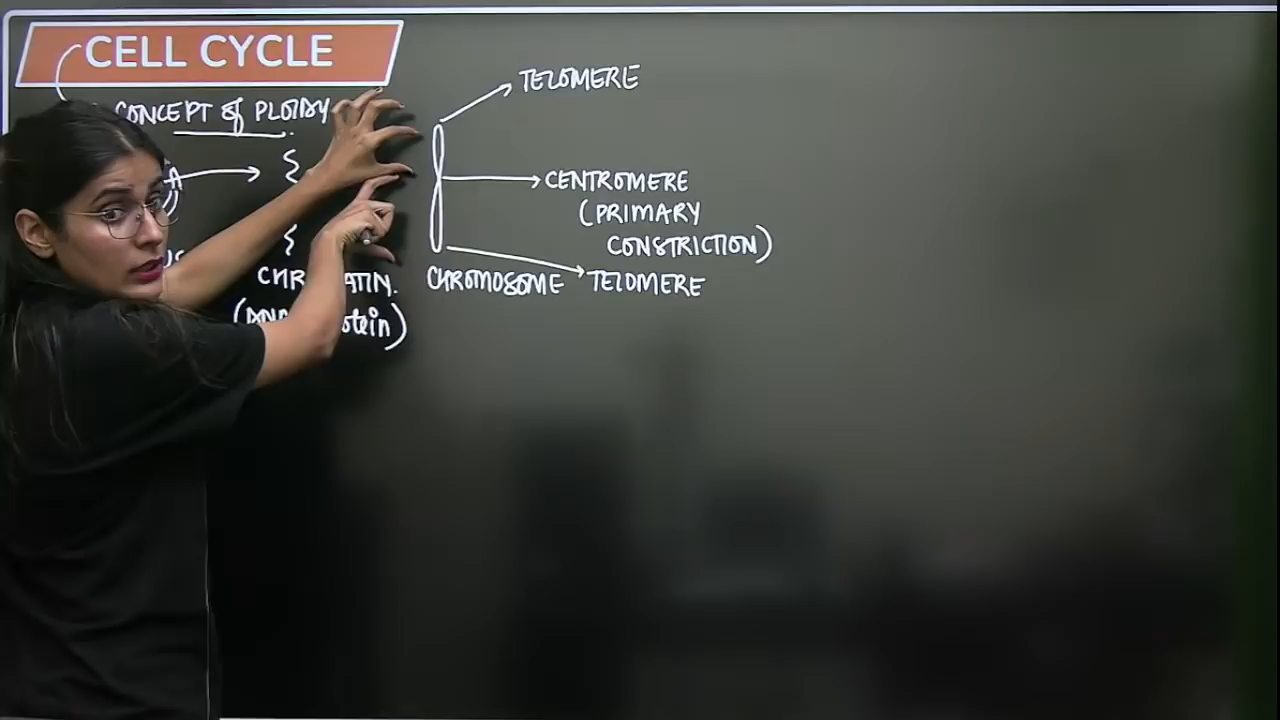 CELL CYCLE
CONCEPT of PLOIDY
TELOMERE
CENTROMERE
(PRIMARY
CONSTRICTION)
TELOMERE
CHROMOSOME